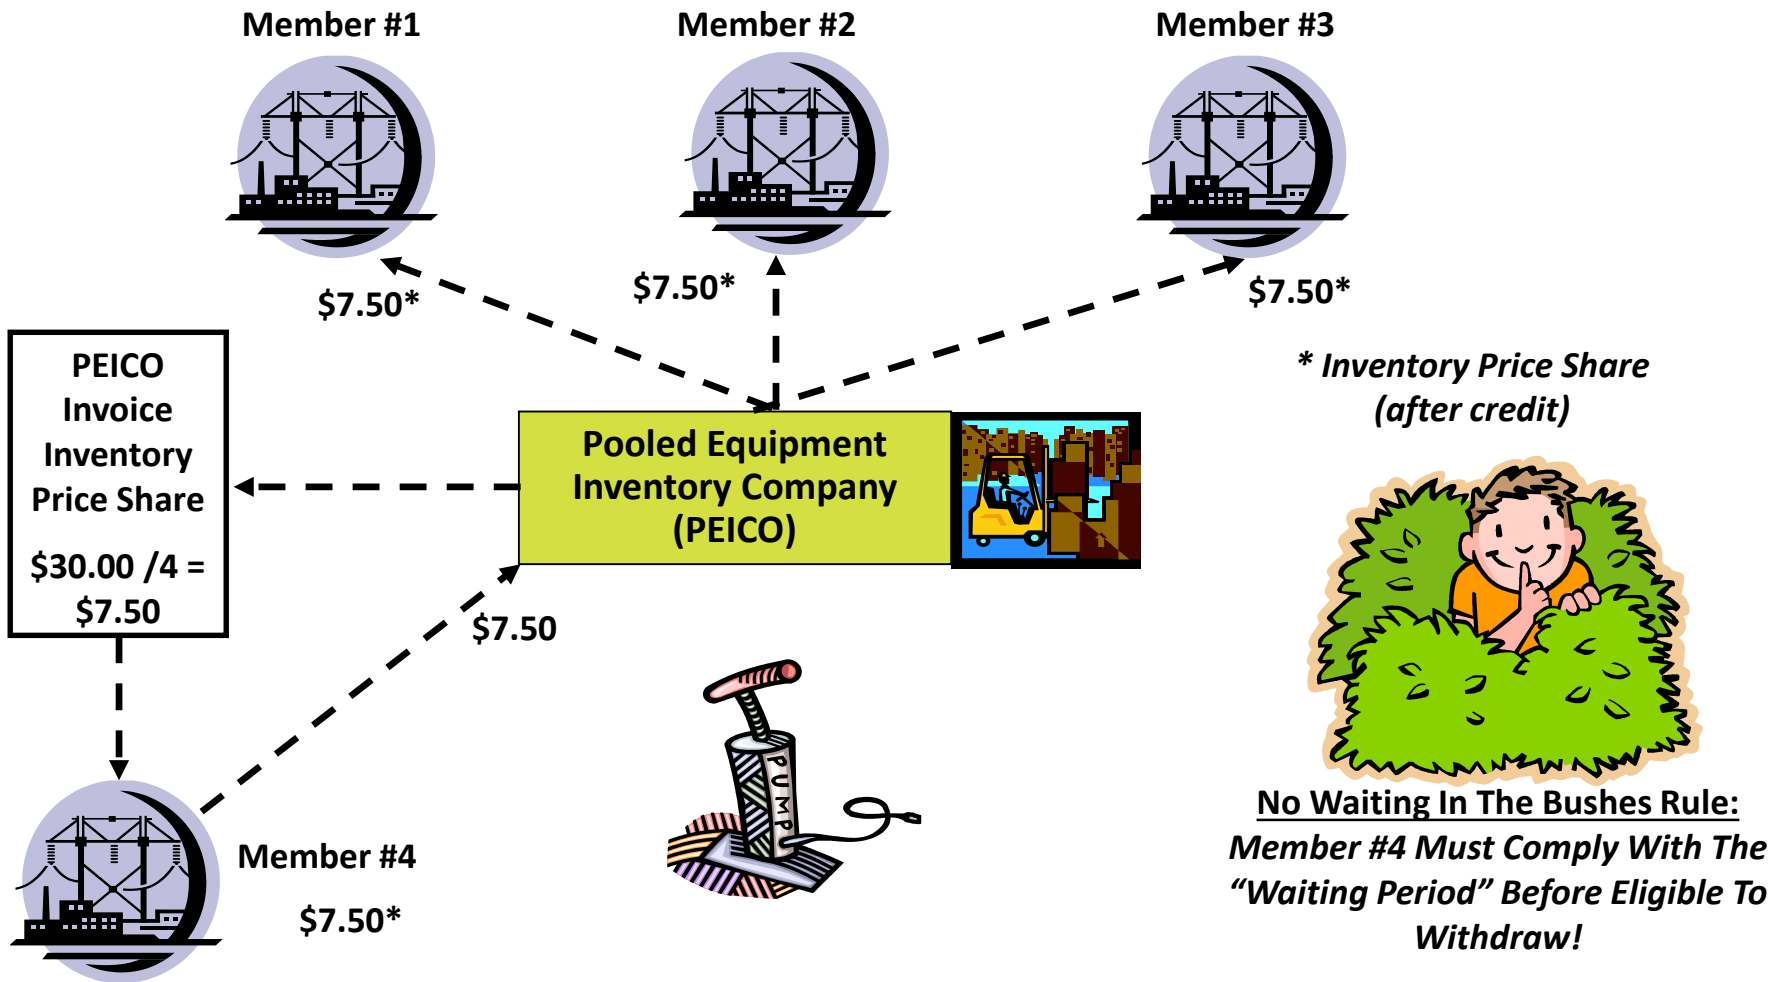 Member #1
Member #2
Member #3
$7.50*
$7.50*
$7.50*
PEICO
Invoice
Inventory
Price Share
$30.00 /4 =
$7.50
Pooled Equipment
Inventory Company
(PEICO)
* Inventory Price Share
(after credit)
$7.50
PUMP
Member #4
$7.50*
No Waiting In The Bushes Rule:
Member #4 Must Comply With The
“Waiting Period” Before Eligible To
Withdraw!